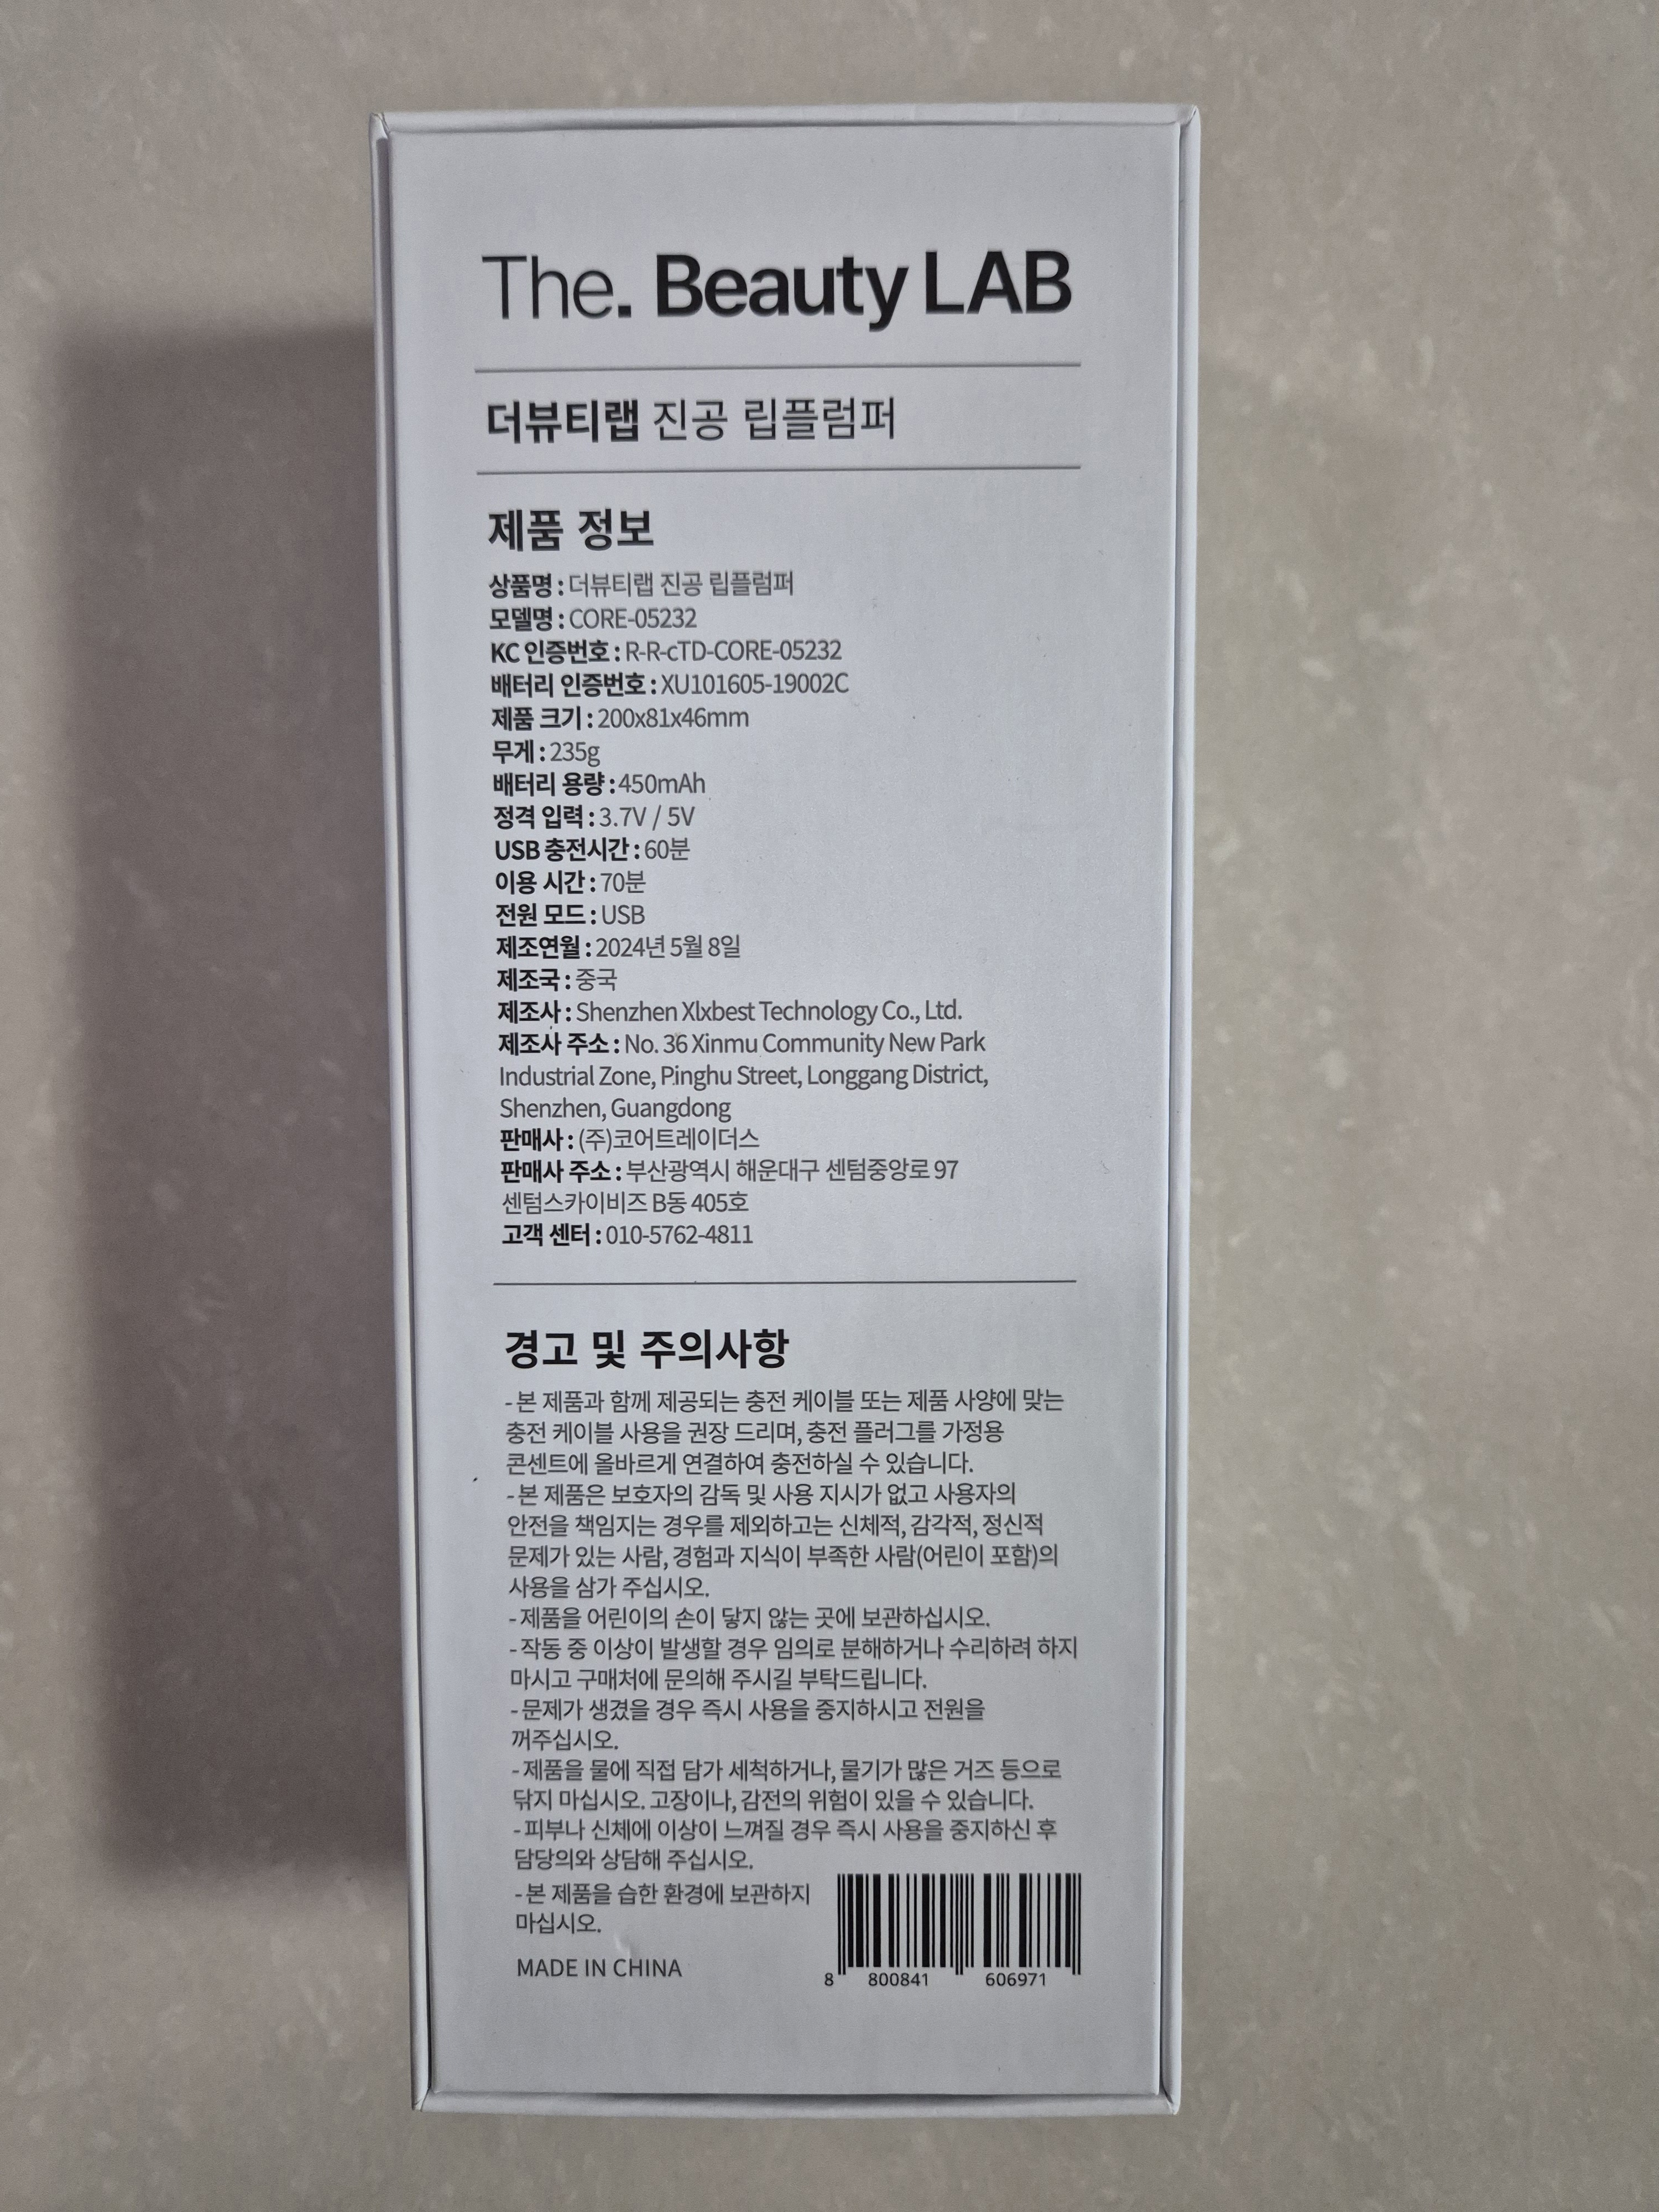 The. Beauty LAB
더뷰티랩 진공 립플럼퍼
제품 정보
상품명 : 더뷰티랩 진공 립플럼퍼
모델명 : CORE-05232
KC 인증번호 : R-R-cTD-CORE-05232
배터리 인증번호 : XU101605-19002C
제품 크기 : 200x81x46mm
무게 : 235g
배터리 용량 : 450mAh
정격 입력 : 3.7V / 5V
USB 충전시간 : 60분
이용 시간 : 70분
전원 모드 : USB
제조연월 : 2024년 5월 8일
제조국 : 중국
제조사 : Shenzhen Xlxbest Technology Co., Ltd.
제조사 주소 : No. 36 Xinmu Community New Park
Industrial Zone, Pinghu Street, Longgang District,
Shenzhen, Guangdong
판매사 : (주)코어트레이더스
판매사 주소 : 부산광역시 해운대구 센텀중앙로 97
센텀스카이비즈 B동 405호
고객 센터 : 010-5762-4811
경고 및 주의사항
- 본 제품과 함께 제공되는 충전 케이블 또는 제품 사양에 맞는
충전 케이블 사용을 권장 드리며, 충전 플러그를 가정용
콘센트에 올바르게 연결하여 충전하실 수 있습니다.
- 본 제품은 보호자의 감독 및 사용 지시가 없고 사용자의
안전을 책임지는 경우를 제외하고는 신체적, 감각적, 정신적
문제가 있는 사람, 경험과 지식이 부족한 사람(어린이 포함)의
사용을 삼가 주십시오.
- 제품을 어린이의 손이 닿지 않는 곳에 보관하십시오.
- 작동 중 이상이 발생할 경우 임의로 분해하거나 수리하려 하지
마시고 구매처에 문의해 주시길 부탁드립니다.
- 문제가 생겼을 경우 즉시 사용을 중지하시고 전원을
꺼주십시오.
- 제품을 물에 직접 담가 세척하거나, 물기가 많은 거즈 등으로
닦지 마십시오. 고장이나, 감전의 위험이 있을 수 있습니다.
- 피부나 신체에 이상이 느껴질 경우 즉시 사용을 중지하신 후
담당의와 상담해 주십시오.
- 본 제품을 습한 환경에 보관하지
마십시오.
MADE IN CHINA
8 800841 606971